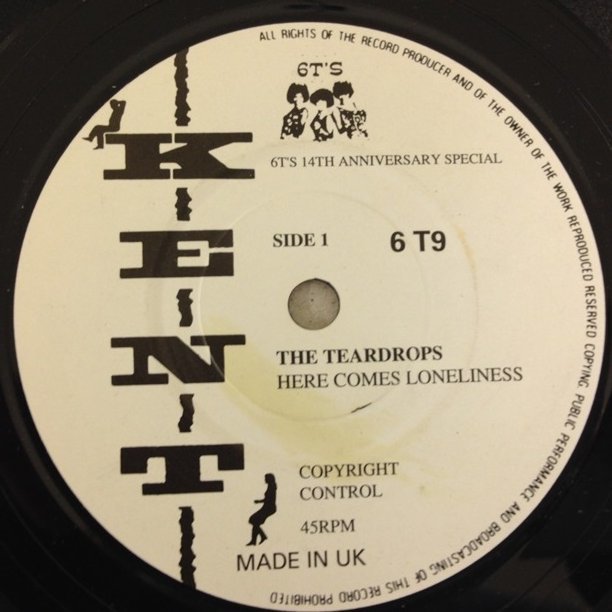 ALL RIGHTS OF THE RECORD PRODUCER AND OF THE OWNER OF THE WORK REPRODUCED RESERVED COPYING PUBLIC PERFORMANCE AND BROADCASTING OF THIS RECORD PROHIBITED
6T'S
6T'S 14TH ANNIVERSARY SPECIAL
KENT
SIDE 1 6 T9
THE TEARDROPS
HERE COMES LONELINESS
COPYRIGHT
CONTROL
45RPM
MADE IN UK